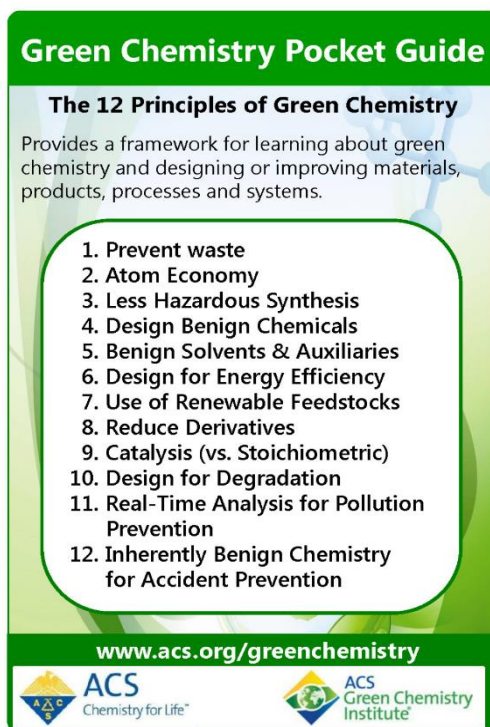 Green Chemistry Pocket Guide
The 12 Principles of Green Chemistry
Provides a framework for learning about green
chemistry and designing or improving materials,
products, processes and systems.
1. Prevent waste
2. Atom Economy
3. Less Hazardous Synthesis
4. Design Benign Chemicals
5. Benign Solvents & Auxiliaries
6. Design for Energy Efficiency
7. Use of Renewable Feedstocks
8. Reduce Derivatives
9. Catalysis (vs. Stoichiometric)
10. Design for Degradation
11. Real-Time Analysis for Pollution
Prevention
12. Inherently Benign Chemistry
for Accident Prevention
www.acs.org/greenchemistry
A C S
ACS
Chemistry for Life™
ACS
Green Chemistry
Institute®